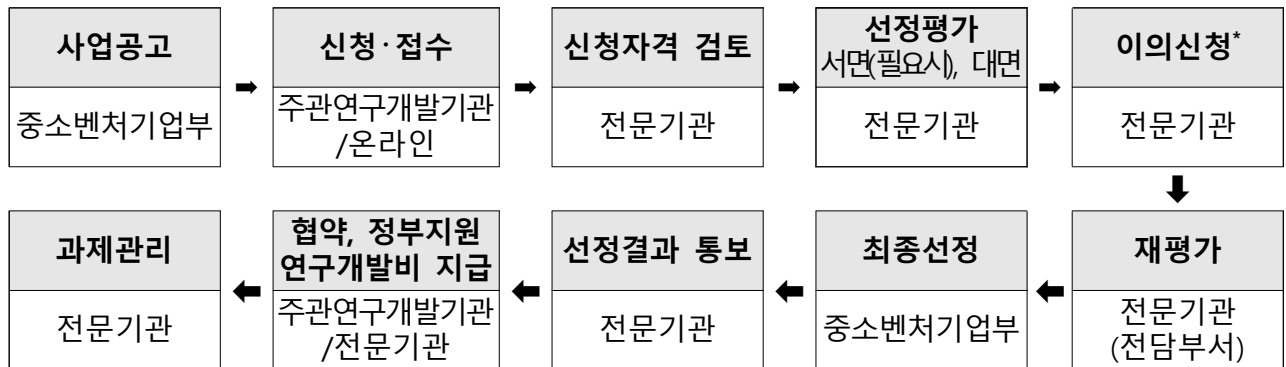 사업공고
중소벤처기업부
신청·접수
주관연구개발기관
/온라인
신청자격 검토
전문기관
선정평가
서면(필요시), 대면
전문기관
이의신청*
전문기관
재평가
전문기관
(전담부서)
최종선정
중소벤처기업부
선정결과 통보
전문기관
협약, 정부지원
연구개발비 지급
주관연구개발기관
/전문기관
과제관리
전문기관